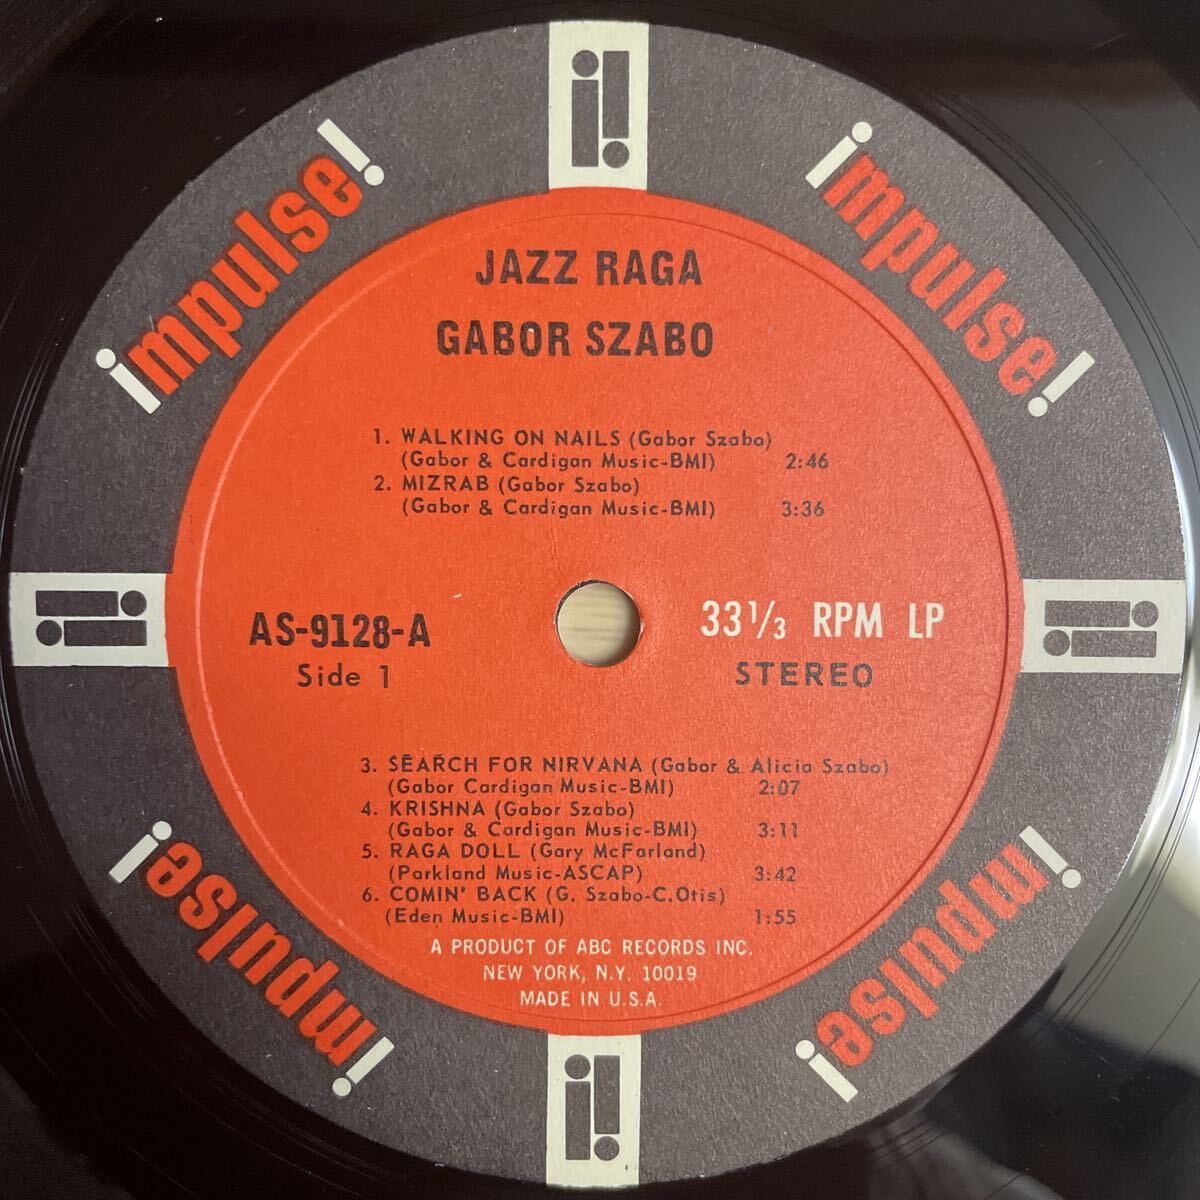 impulse!
impulse!
JAZZ RAGA
GABOR SZABO
1. WALKING ON NAILS (Gabor Szabo)
(Gabor & Cardigan Music-BMI) 2:46
2. MIZRAB (Gabor Szabo)
(Gabor & Cardigan Music-BMI) 3:36
AS-9128-A
Side 1
33 1/3 RPM LP
STEREO
3. SEARCH FOR NIRVANA (Gabor & Alicia Szabo)
(Gabor Cardigan Music-BMI) 2:07
4. KRISHNA (Gabor Szabo)
(Gabor & Cardigan Music-BMI) 3:11
5. RAGA DOLL (Gary McFarland)
(Parkland Music-ASCAP) 3:42
6. COMIN' BACK (G. Szabo-C.Otis)
(Eden Music-BMI) 1:55
A PRODUCT OF ABC RECORDS INC.
NEW YORK, N.Y. 10019
MADE IN U.S.A.
impulse!
impulse!